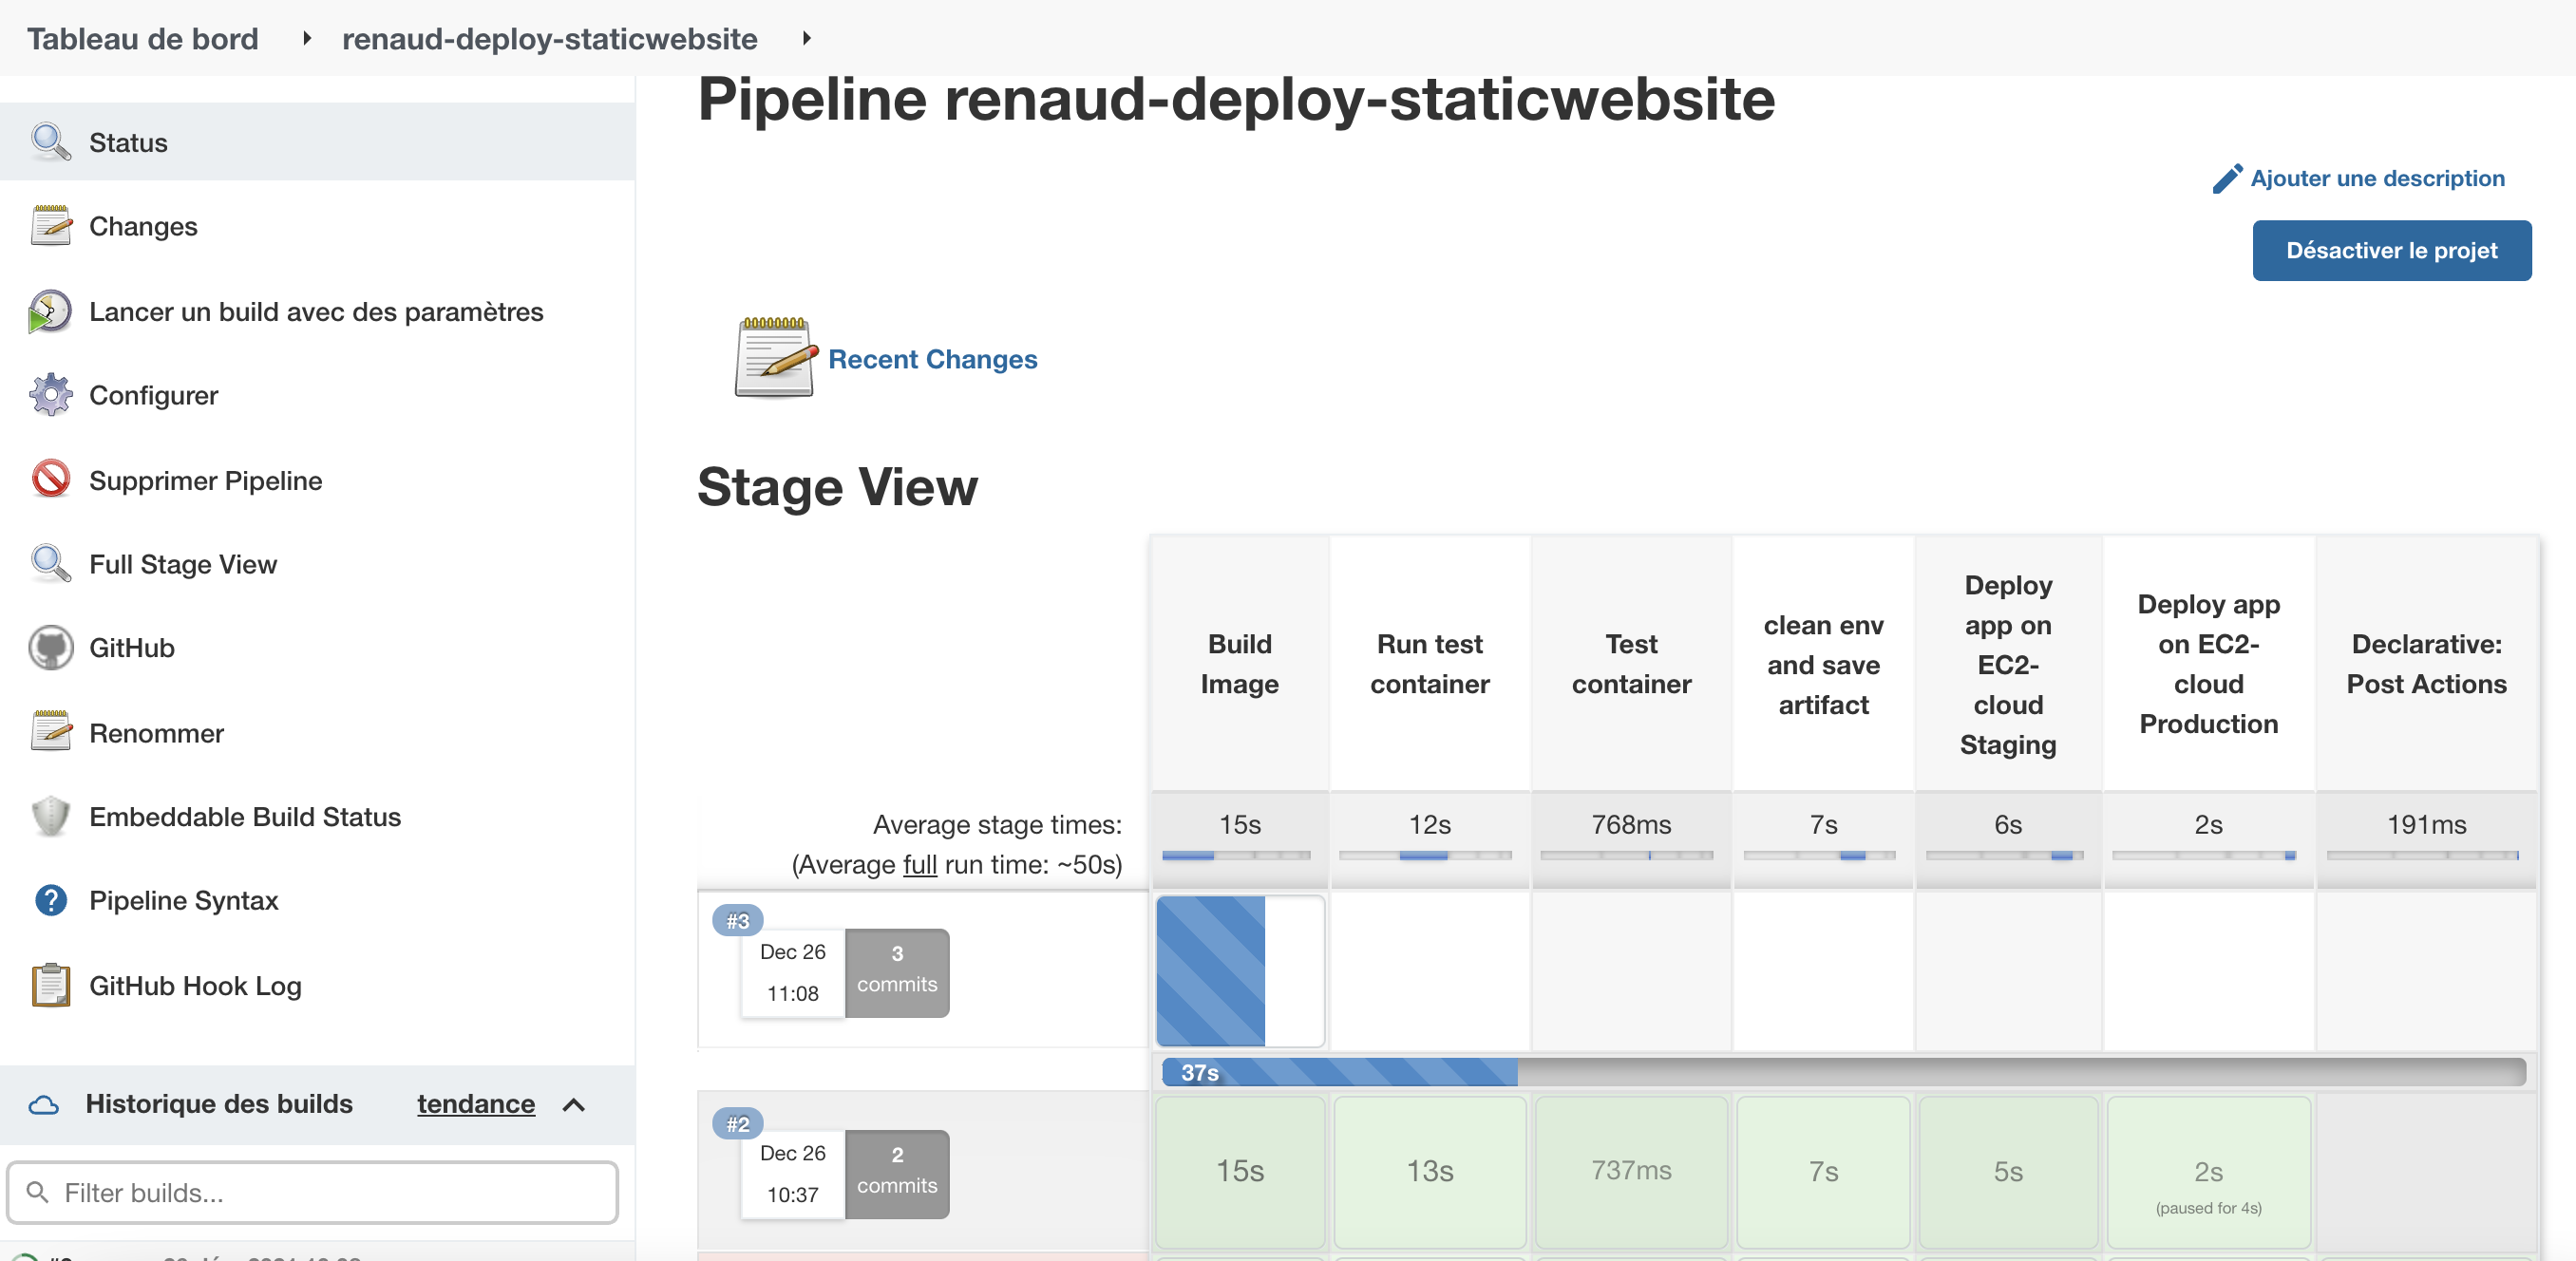 Tableau de bord
renaud-deploy-staticwebsite
Pipeline renaud-deploy-staticwebsite
Status
Changes
Lancer un build avec des paramètres
Configurer
Supprimer Pipeline
Full Stage View
GitHub
Renommer
Embeddable Build Status
Pipeline Syntax
GitHub Hook Log
Historique des builds
tendance
Filter builds...
Ajouter une description
Désactiver le projet
Recent Changes
Stage View
Build
Image
Run test
container
Test
container
clean env
and save
artifact
Deploy
app on
EC2-
cloud
Staging
Deploy app
on EC2-
cloud
Production
Declarative:
Post Actions
Average stage times:
(Average full run time: ~50s)
15s
12s
768ms
7s
6s
2s
191ms
#3
Dec 26
11:08
3
commits
37s
#2
Dec 26
10:37
2
commits
15s
13s
737ms
7s
5s
2s
(paused for 4s)